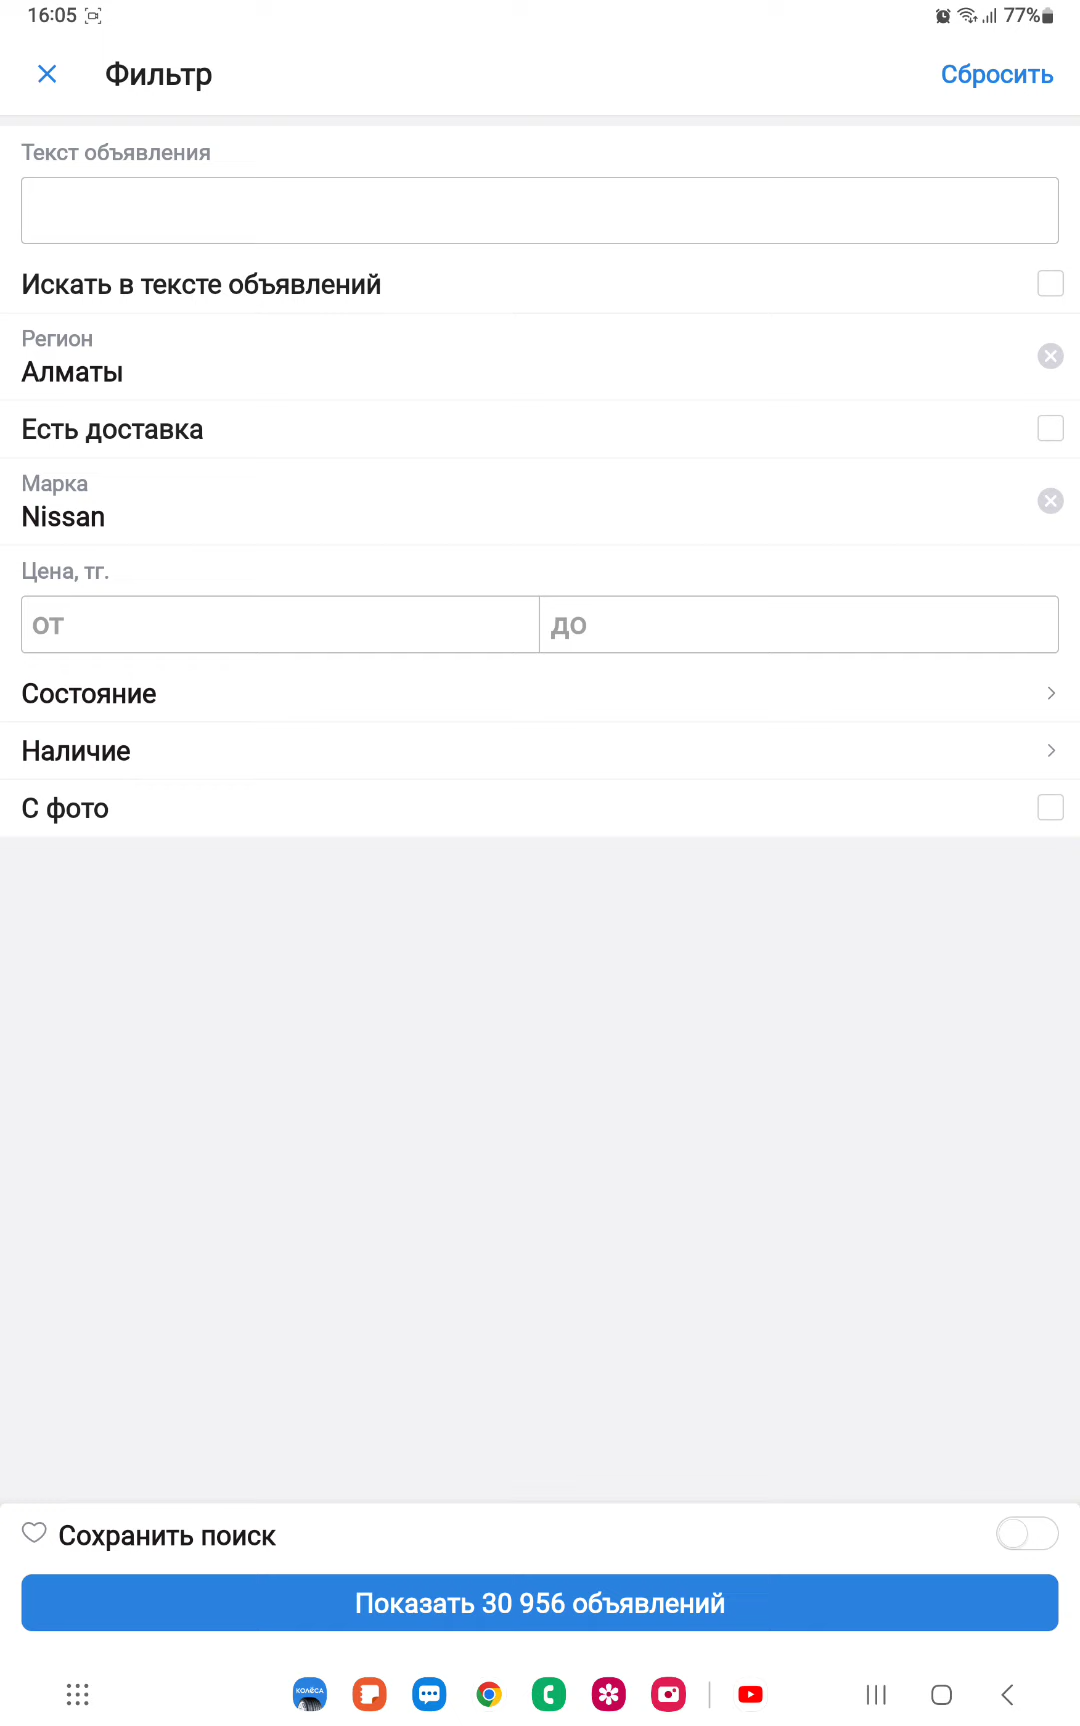 16:05
77%
Фильтр
Сбросить
Текст объявления
Искать в тексте объявлений
Регион
Алматы
Есть доставка
Марка
Nissan
Цена, тг.
от
до
Состояние
Наличие
С фото
Сохранить поиск
Показать 30 956 объявлений
КОЛЁСА